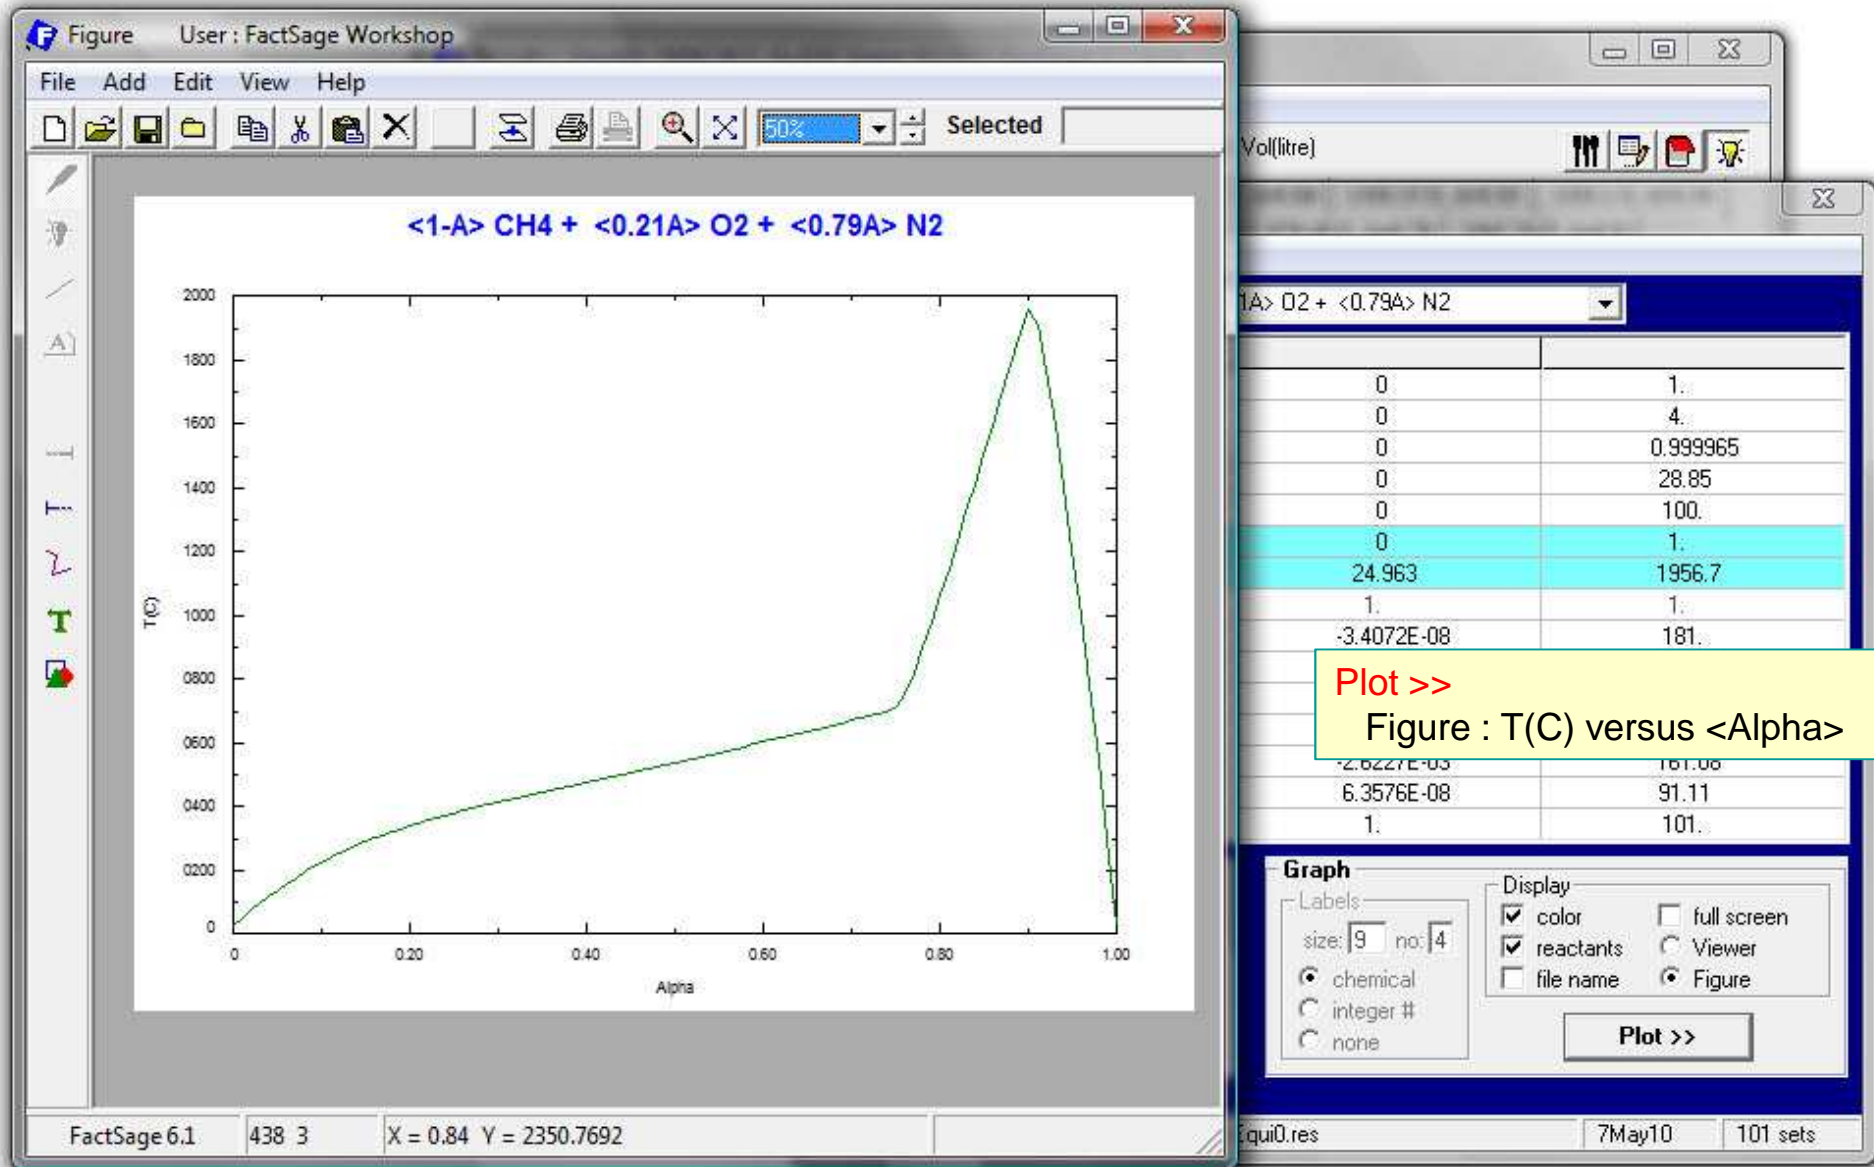 Figure User : FactSage Workshop
File Add Edit View Help
50% Selected
<1-A> CH4 + <0.21A> O2 + <0.79A> N2
2000
1800
1600
1400
1200
1000
0800
0600
0400
0200
0
T(C)
0 0.20 0.40 0.60 0.80 1.00
Alpha
FactSage 6.1 438 3 X = 0.84 Y = 2350.7692
Vol(litre)
1A> O2 + <0.79A> N2
0 1.
0 4.
0 0.999965
0 28.85
0 100.
0 1.
24.963 1956.7
1. 1.
-3.4072E-08 181.
Plot >>
Figure : T(C) versus <Alpha>
-2.6227E-03 161.08
6.3576E-08 91.11
1. 101.
Graph
Labels
size: 9 no: 4
chemical
integer #
none
Display
color full screen
reactants Viewer
file name Figure
Plot >>
Equi0.res 7May10 101 sets